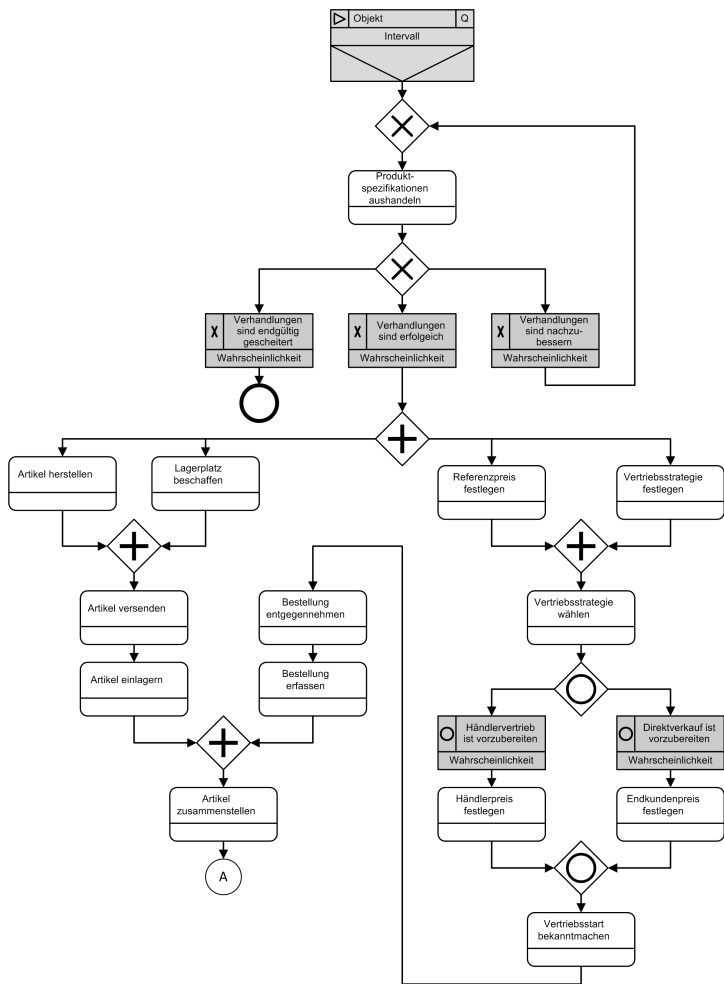 Objekt
Q
Intervall
Produkt-
spezifikationen
aushandeln
X
Verhandlungen
sind endgültig
gescheitert
Wahrscheinlichkeit
X
Verhandlungen
sind erfolgeich
Wahrscheinlichkeit
X
Verhandlungen
sind nachzu-
bessern
Wahrscheinlichkeit
Artikel herstellen
Lagerplatz
beschaffen
Referenzpreis
festlegen
Vertriebsstrategie
festlegen
Artikel versenden
Bestellung
entgegennehmen
Vertriebsstrategie
wählen
Artikel einlagern
Bestellung
erfassen
Händlervertrieb
ist vorzubereiten
Wahrscheinlichkeit
Direktverkauf ist
vorzubereiten
Wahrscheinlichkeit
Artikel
zusammenstellen
Händlerpreis
festlegen
Endkundenpreis
festlegen
A
Vertriebsstart
bekanntmachen